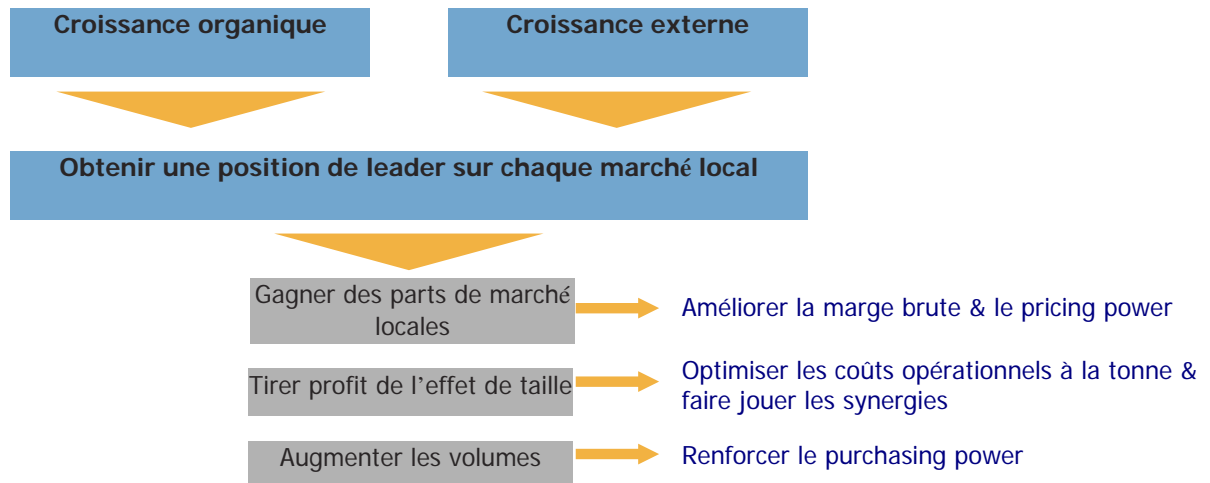 Croissance organique
Croissance externe
Obtenir une position de leader sur chaque marché local
Gagner des parts de marché
locales
Améliorer la marge brute & le pricing power
Tirer profit de l’effet de taille
Optimiser les coûts opérationnels à la tonne &
faire jouer les synergies
Augmenter les volumes
Renforcer le purchasing power